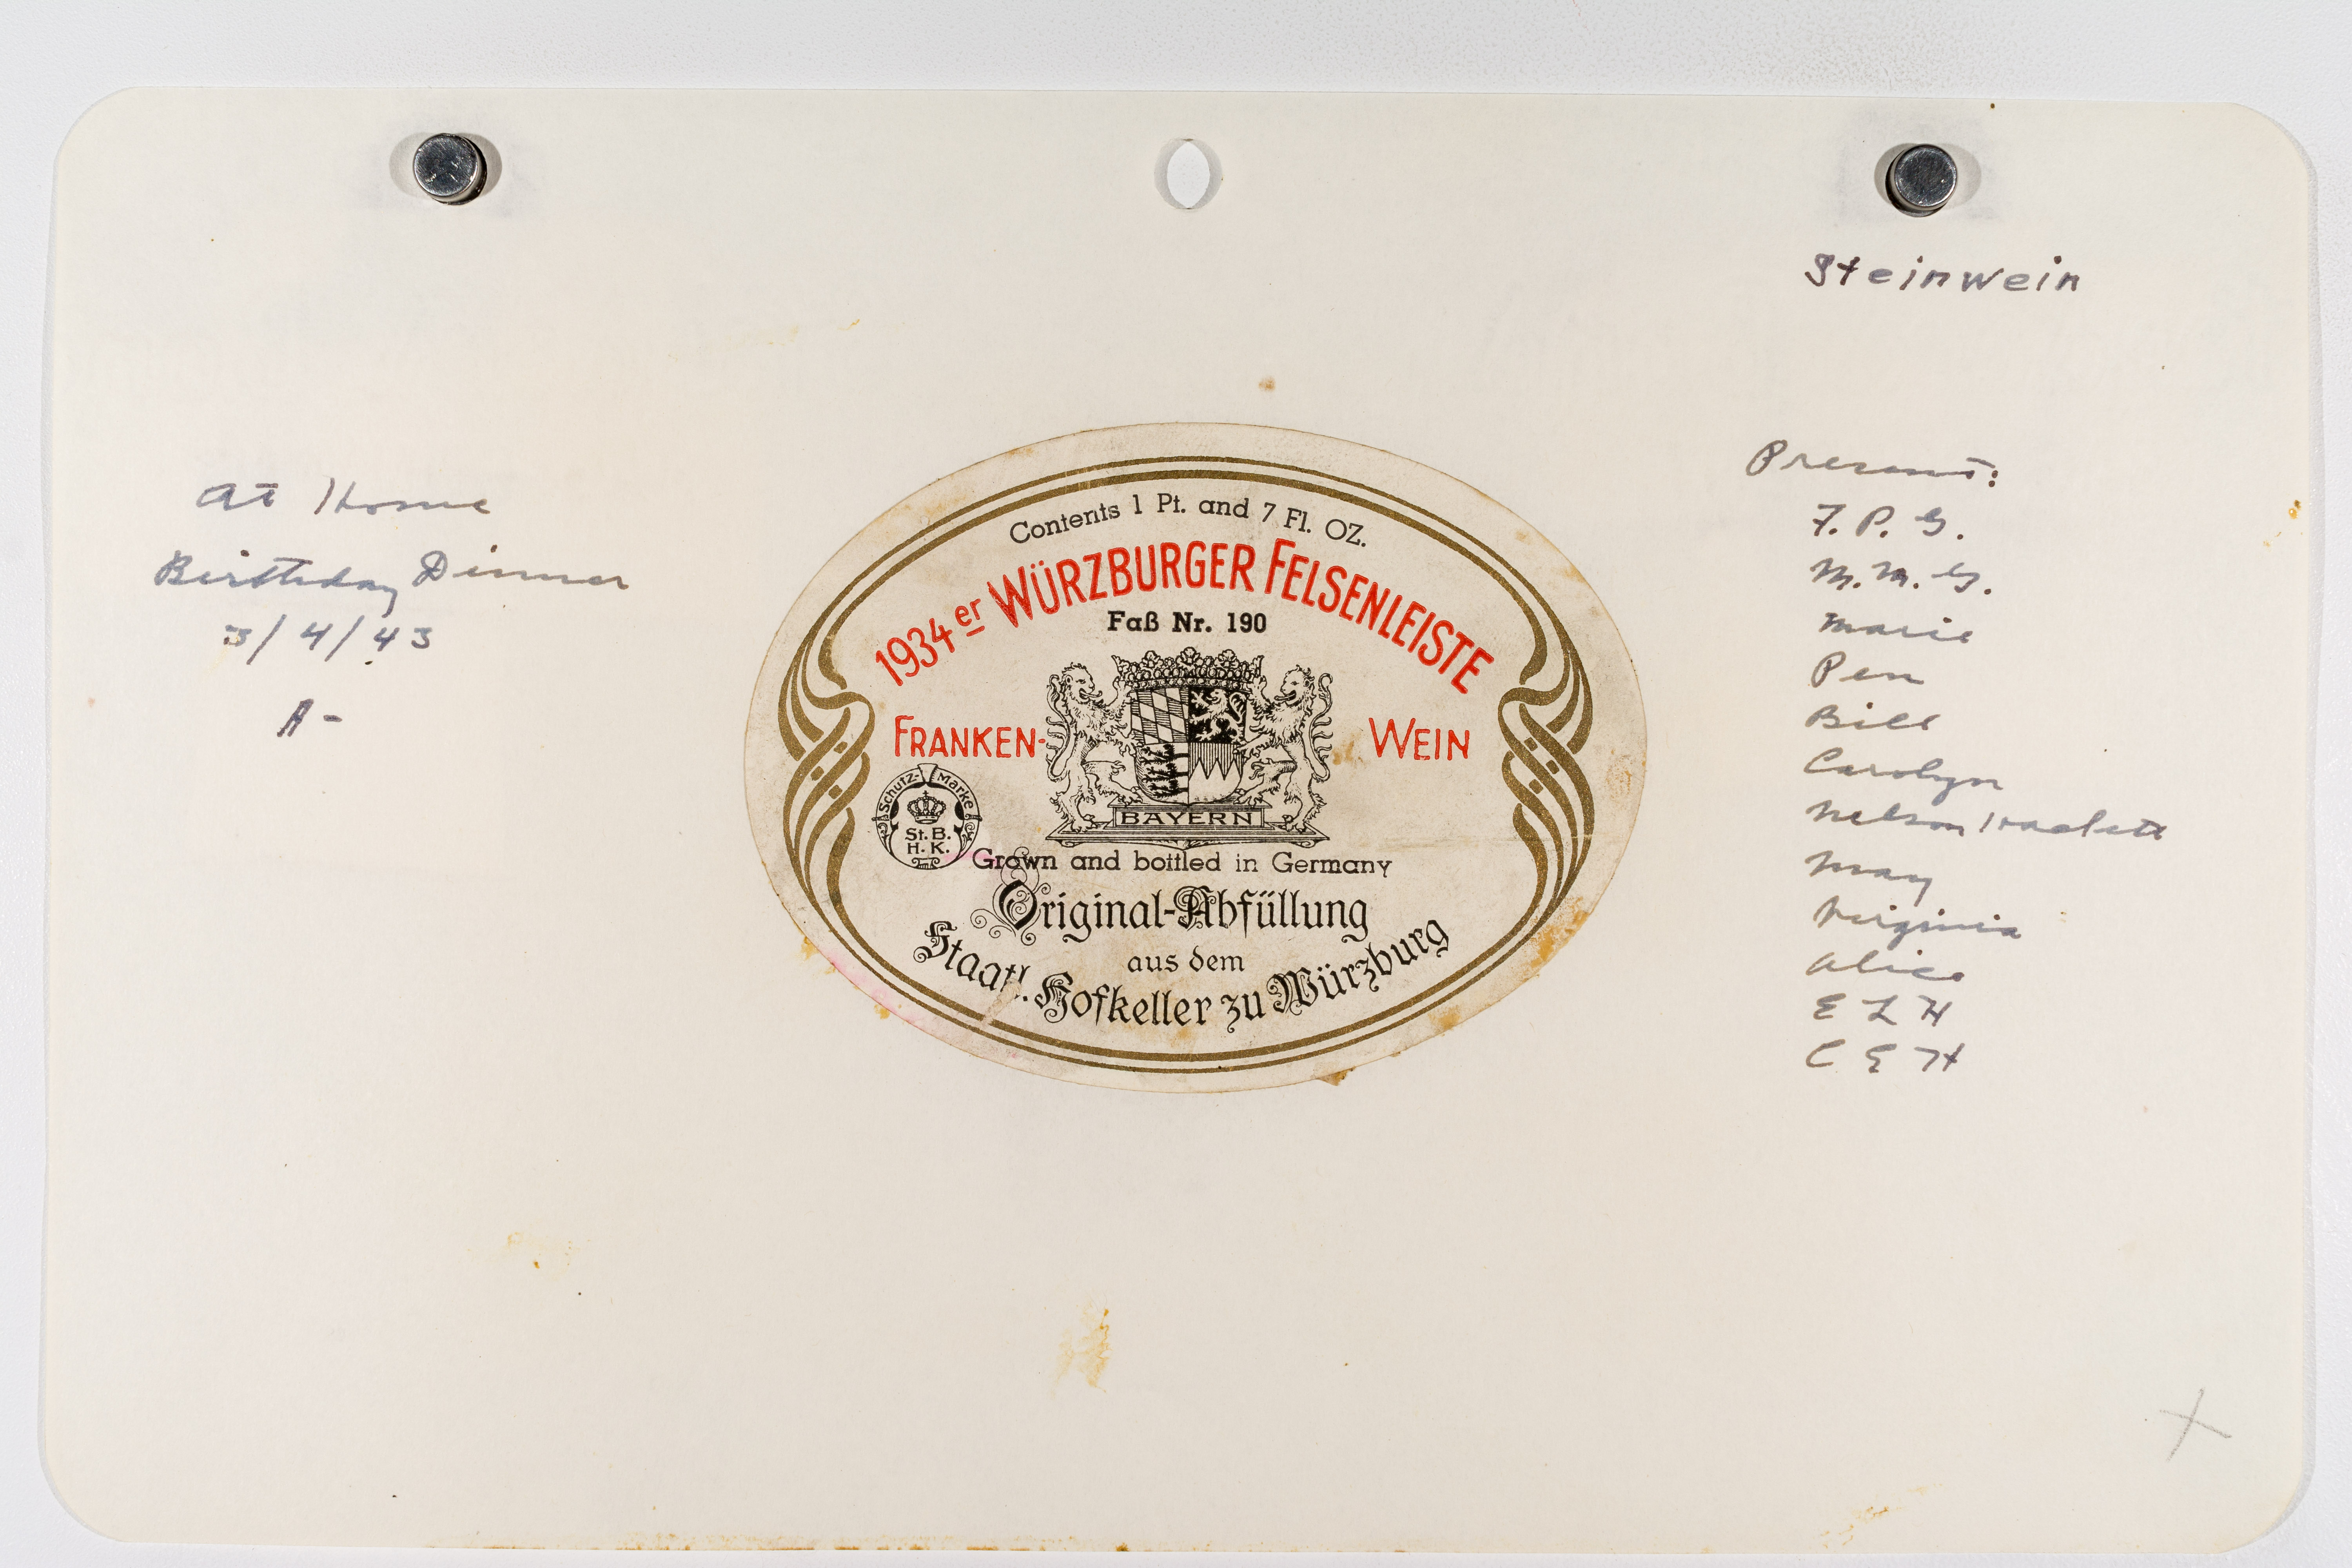 Steinwein
At Home
Birthday Dinner
3/4/43
A-
Contents 1 Pt. and 7 Fl. OZ.
1934er WÜRZBURGER FELSENLEISTE
Faß Nr. 190
FRANKEN- WEIN
BAYERN
Schutz-Marke
St. B.
H. K.
Grown and bottled in Germany
Original-Abfüllung
aus dem
Staatl. Hofkeller zu Würzburg
Present:
F. P. G.
M. M. G.
Marie
Pen
Bill
Carolyn
Nelson Hackett
May
Virginia
Alice
E L H
C E H
X